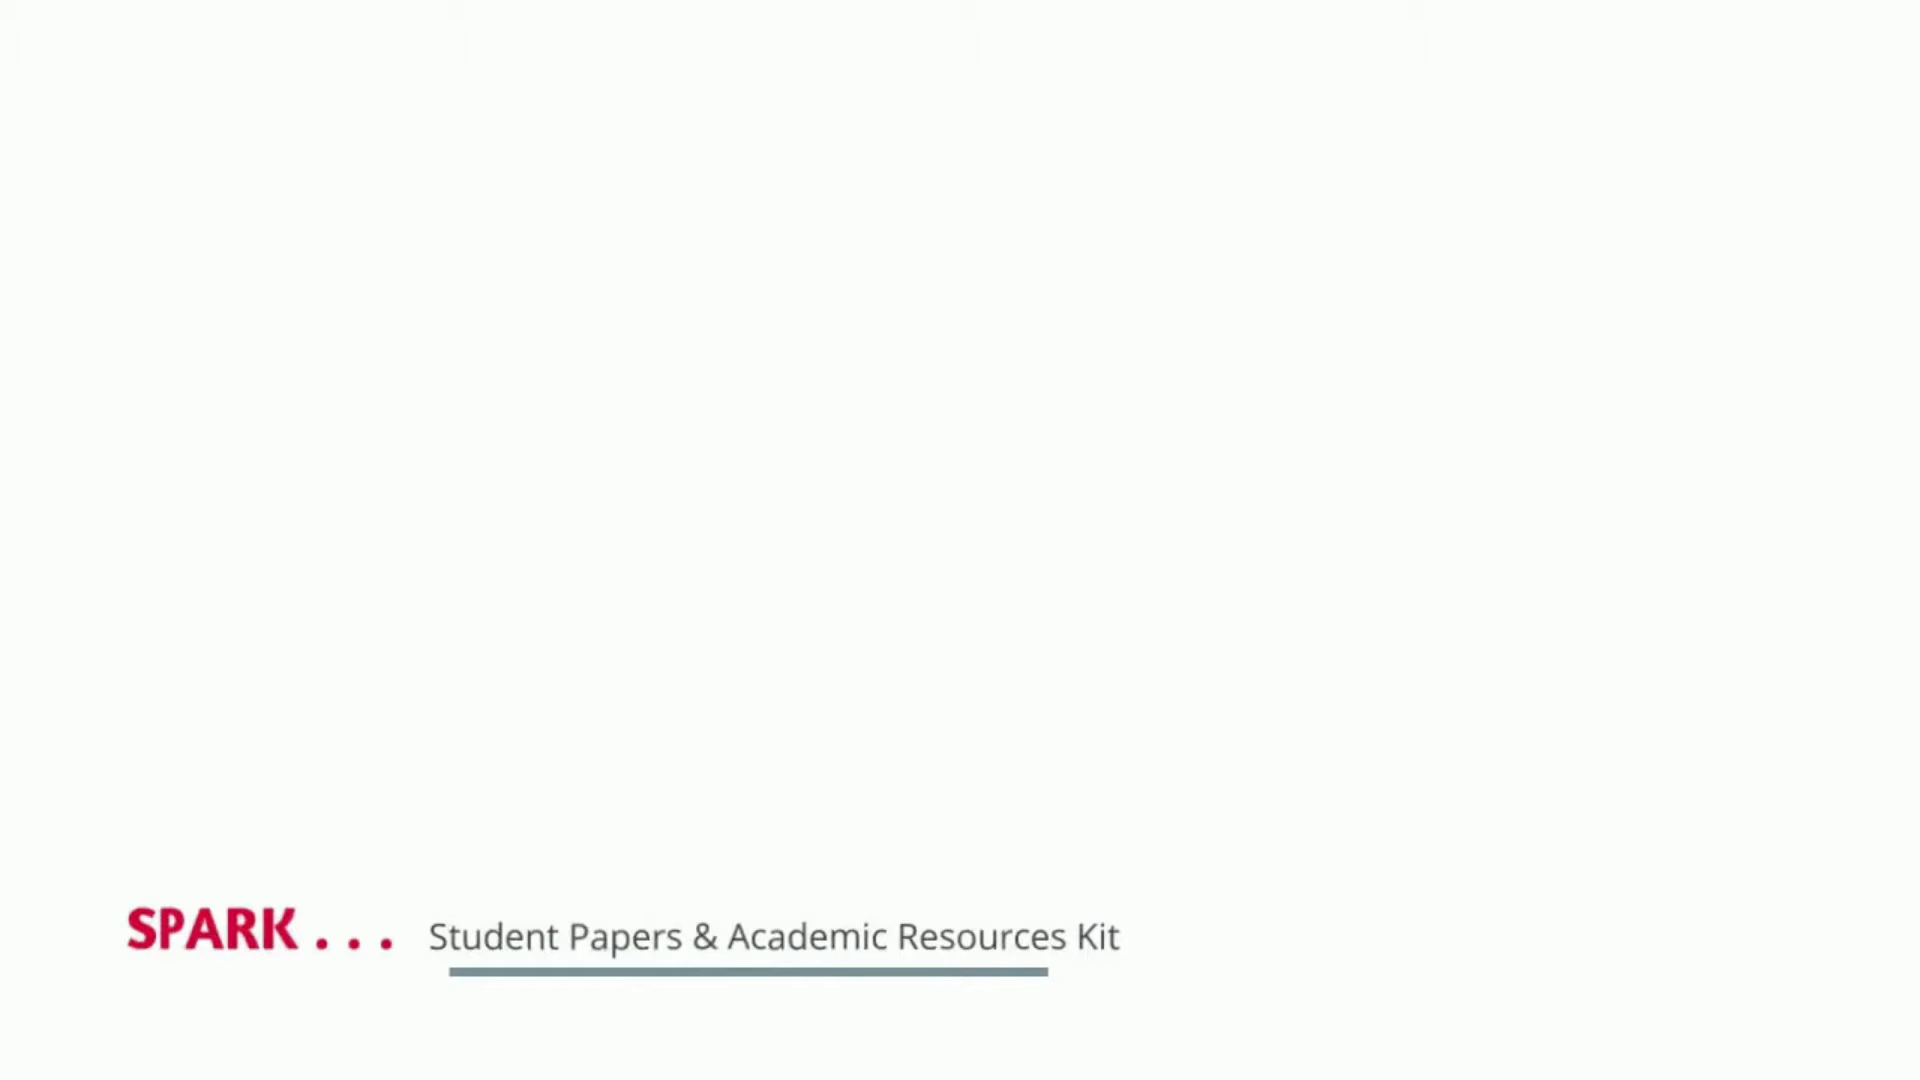 SPARK . . . Student Papers & Academic Resources Kit